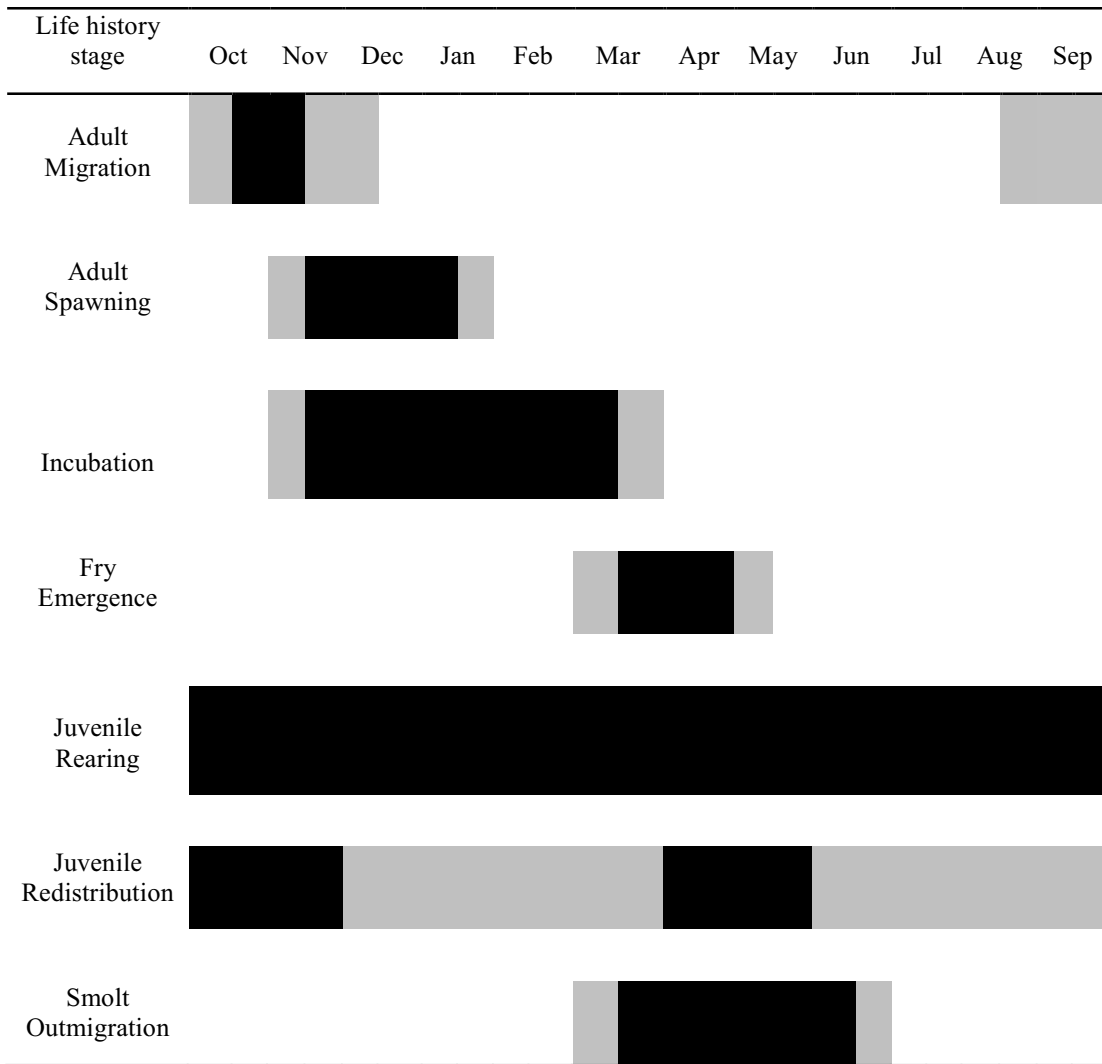 Life history
stage
Oct Nov Dec Jan Feb Mar Apr May Jun Jul Aug Sep
Adult
Migration
Adult
Spawning
Incubation
Fry
Emergence
Juvenile
Rearing
Juvenile
Redistribution
Smolt
Outmigration